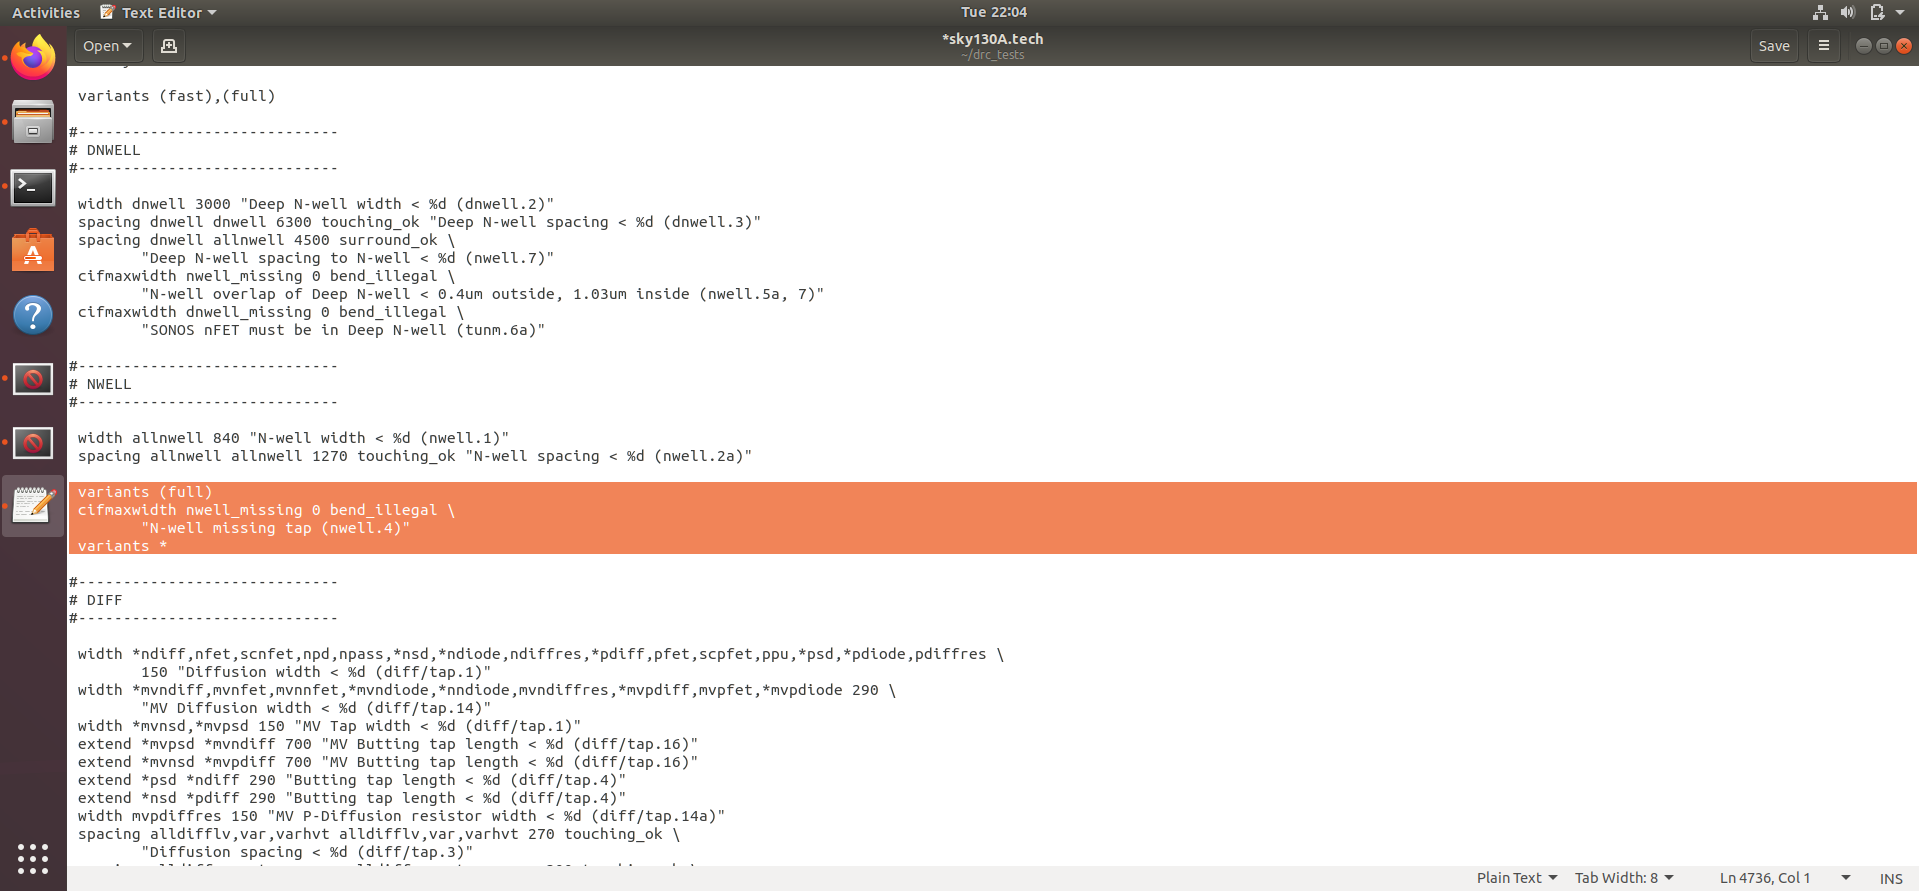 Activities Text Editor Tue 22:04
Open *sky130A.tech Save
~/drc_tests
variants (fast),(full)
#-----------------------------
# DNWELL
#-----------------------------
width dnwell 3000 "Deep N-well width < %d (dnwell.2)"
spacing dnwell dnwell 6300 touching_ok "Deep N-well spacing < %d (dnwell.3)"
spacing dnwell allnwell 4500 surround_ok \
"Deep N-well spacing to N-well < %d (nwell.7)"
cifmaxwidth nwell_missing 0 bend_illegal \
"N-well overlap of Deep N-well < 0.4um outside, 1.03um inside (nwell.5a, 7)"
cifmaxwidth dnwell_missing 0 bend_illegal \
"SONOS nFET must be in Deep N-well (tunm.6a)"
#-----------------------------
# NWELL
#-----------------------------
width allnwell 840 "N-well width < %d (nwell.1)"
spacing allnwell allnwell 1270 touching_ok "N-well spacing < %d (nwell.2a)"
variants (full)
cifmaxwidth nwell_missing 0 bend_illegal \
"N-well missing tap (nwell.4)"
variants *
#-----------------------------
# DIFF
#-----------------------------
width *ndiff,nfet,scnfet,npd,npass,*nsd,*ndiode,ndiffres,*pdiff,pfet,scpfet,ppu,*psd,*pdiode,pdiffres \
150 "Diffusion width < %d (diff/tap.1)"
width *mvndiff,mvnfet,mvnnfet,*mvndiode,*nndiode,mvndiffres,*mvpdiff,mvpfet,*mvpdiode 290 \
"MV Diffusion width < %d (diff/tap.14)"
width *mvnsd,*mvpsd 150 "MV Tap width < %d (diff/tap.1)"
extend *mvpsd *mvndiff 700 "MV Butting tap length < %d (diff/tap.16)"
extend *mvnsd *mvpdiff 700 "MV Butting tap length < %d (diff/tap.16)"
extend *psd *ndiff 290 "Butting tap length < %d (diff/tap.4)"
extend *nsd *pdiff 290 "Butting tap length < %d (diff/tap.4)"
width mvpdiffres 150 "MV P-Diffusion resistor width < %d (diff/tap.14a)"
spacing alldifflv,var,varhvt alldifflv,var,varhvt 270 touching_ok \
"Diffusion spacing < %d (diff/tap.3)"
Plain Text Tab Width: 8 Ln 4736, Col 1 INS